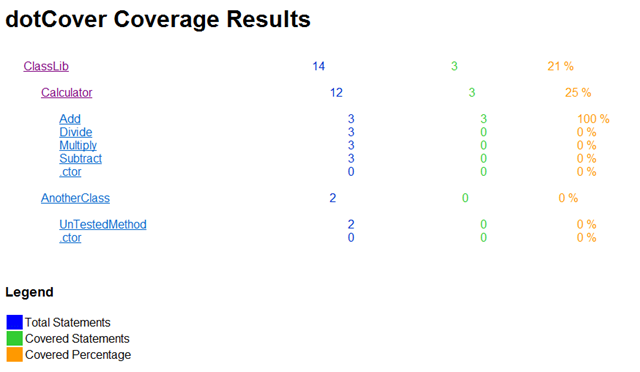 dotCover Coverage Results
ClassLib 14 3 21 %
Calculator 12 3 25 %
Add 3 3 100 %
Divide 3 0 0 %
Multiply 3 0 0 %
Subtract 3 0 0 %
.ctor 0 0 0 %
AnotherClass 2 0 0 %
UnTestedMethod 2 0 0 %
.ctor 0 0 0 %
Legend
Total Statements
Covered Statements
Covered Percentage